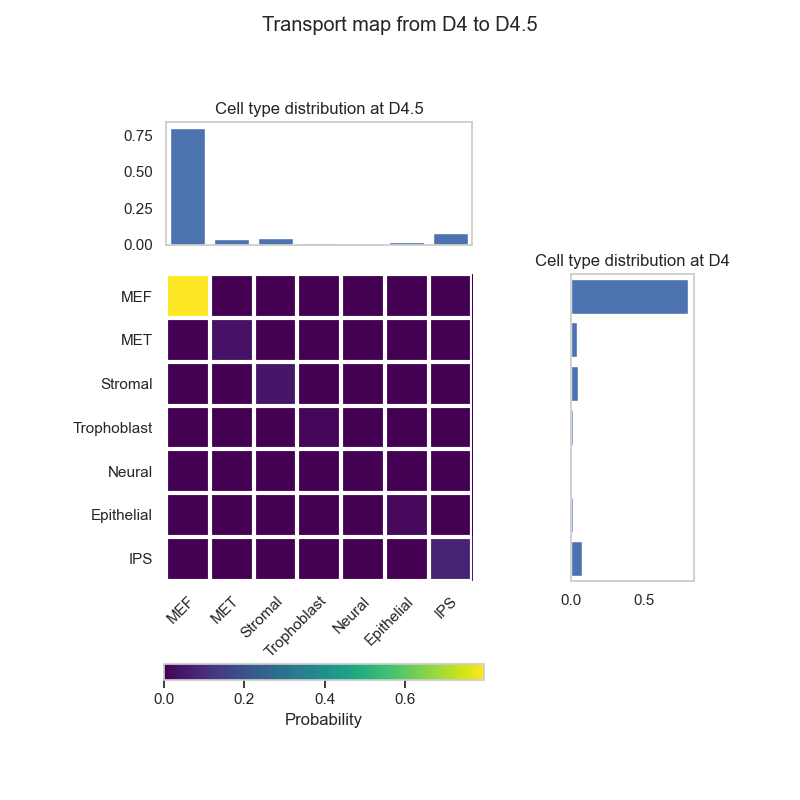 Transport map from D4 to D4.5
Cell type distribution at D4.5
0.75
0.50
0.25
0.00
Cell type distribution at D4
MEF
MET
Stromal
Trophoblast
Neural
Epithelial
IPS
0.0 0.5
MEF MET Stromal Trophoblast Neural Epithelial IPS
0.0 0.2 0.4 0.6
Probability